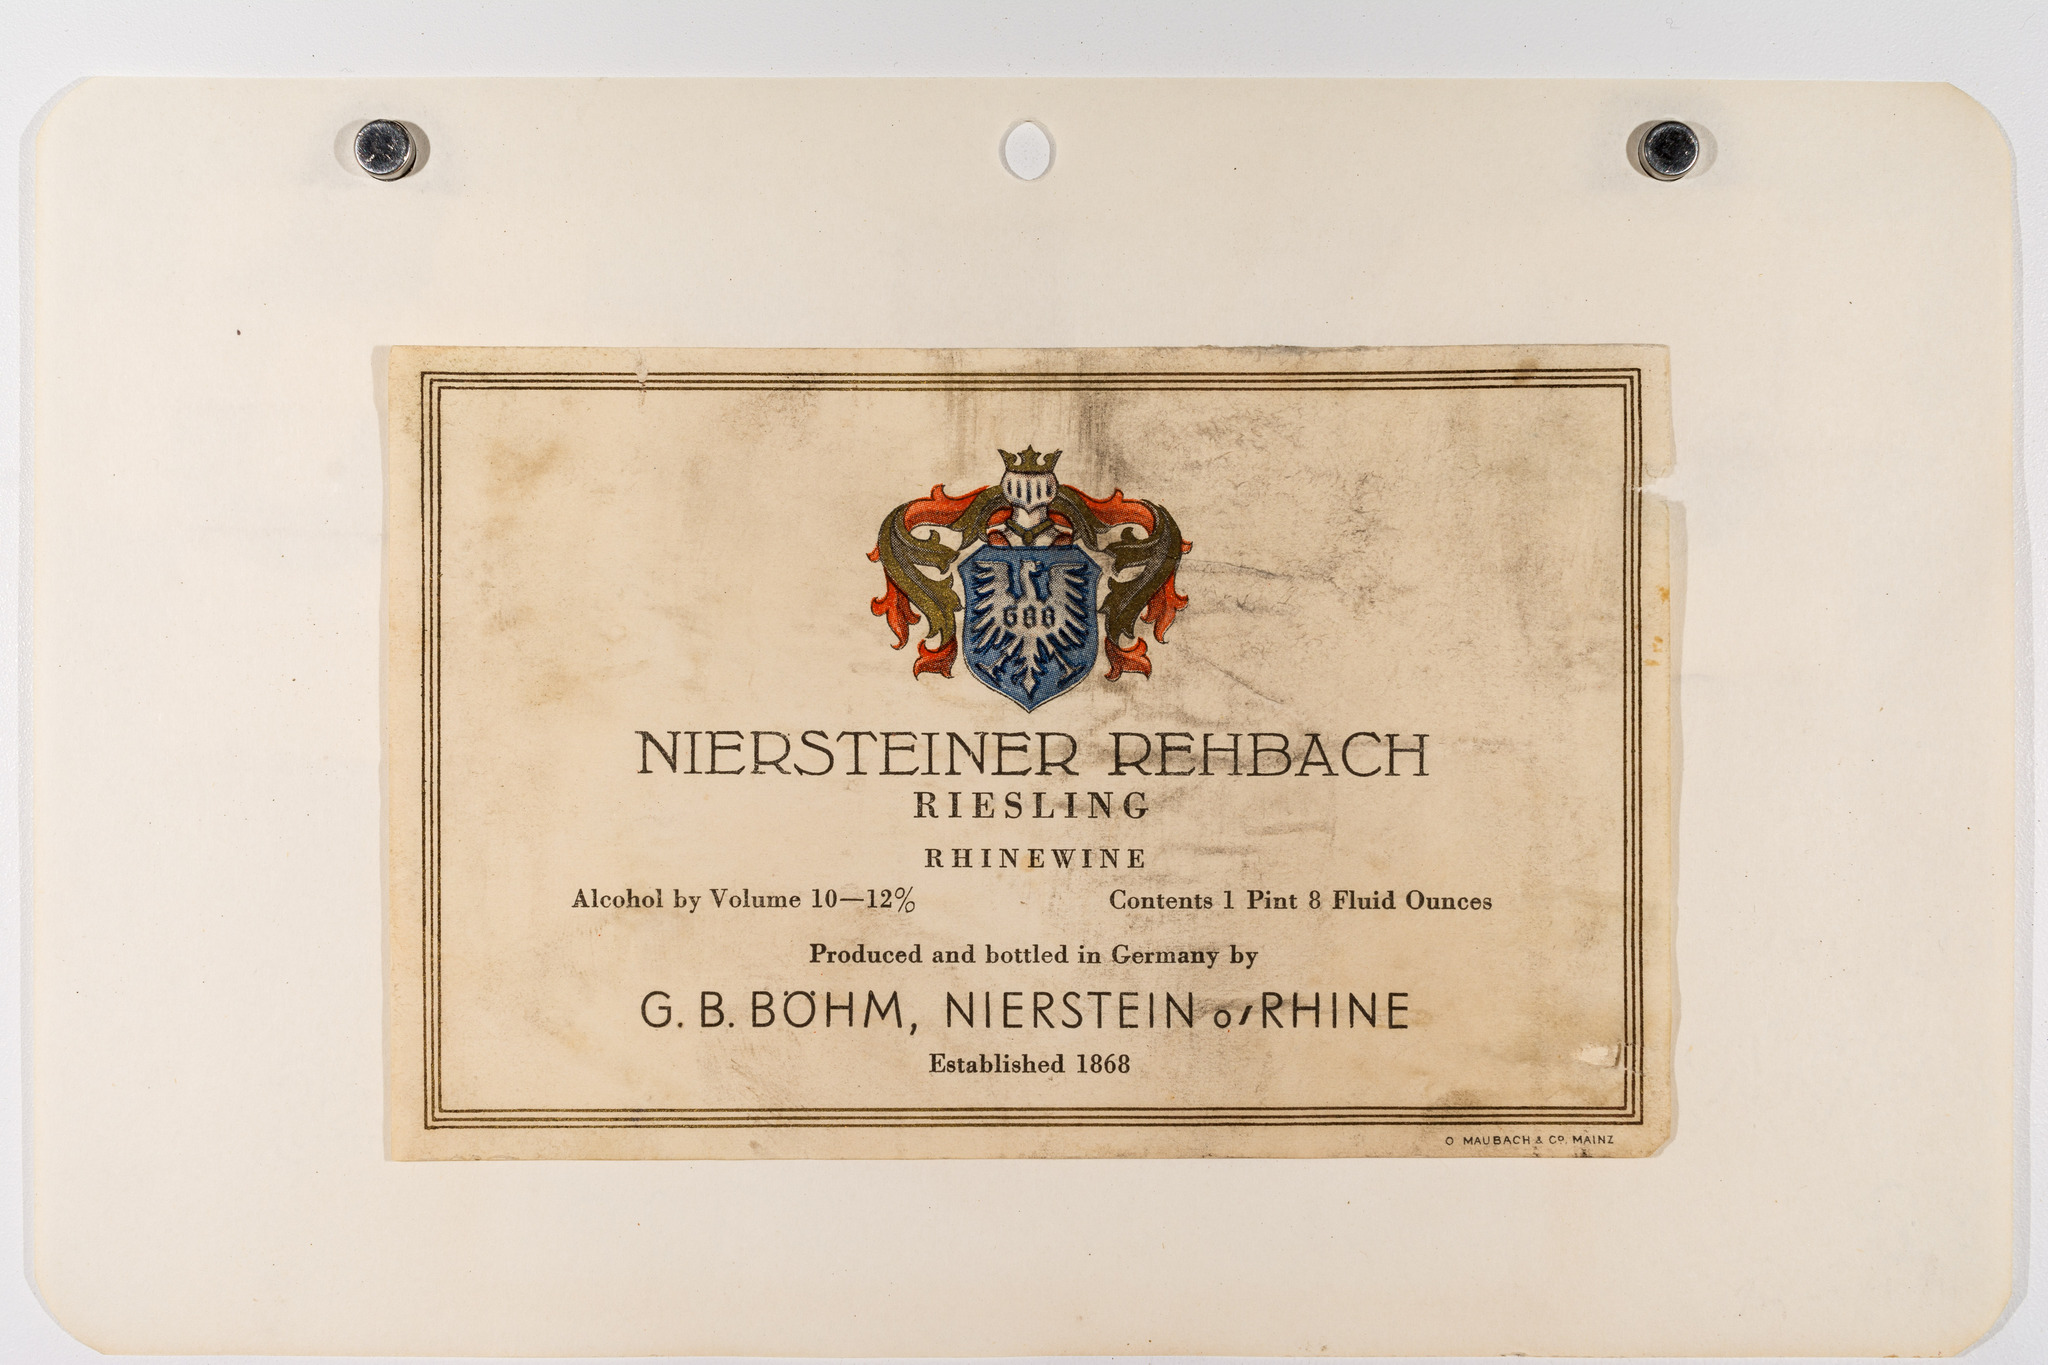 GBB
NIERSTEINER REHBACH
RIESLING
RHINEWINE
Alcohol by Volume 10—12% Contents 1 Pint 8 Fluid Ounces
Produced and bottled in Germany by
G. B. BÖHM, NIERSTEIN o/RHINE
Established 1868
O MAUBACH & Co. MAINZ